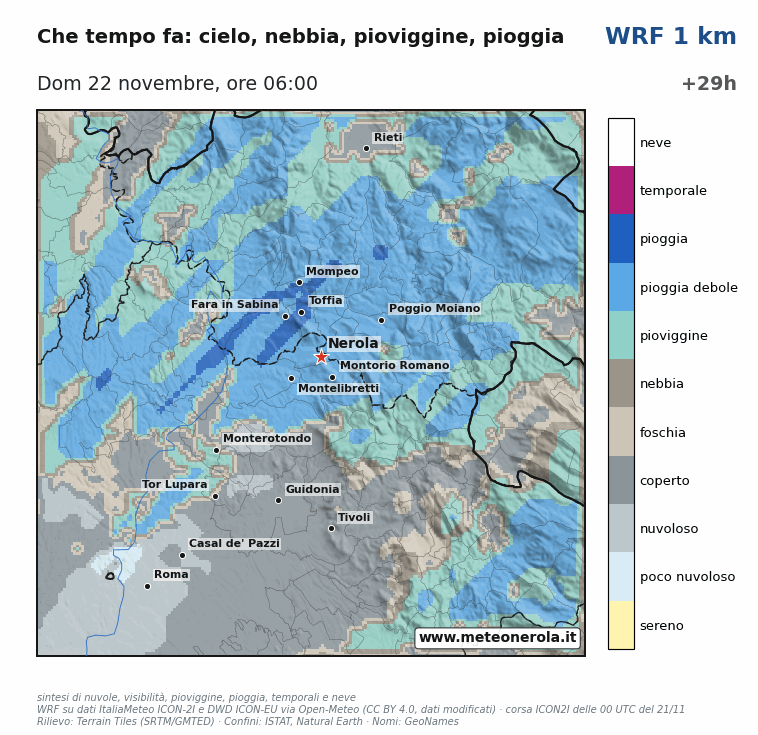 Che tempo fa: cielo, nebbia, pioviggine, pioggia
WRF 1 km
Dom 22 novembre, ore 06:00
+29h
Rieti
Mompeo
Fara in Sabina
Toffia
Poggio Moiano
Nerola
Montorio Romano
Montelibretti
Monterotondo
Tor Lupara
Guidonia
Tivoli
Casal de' Pazzi
Roma
www.meteonerola.it
neve
temporale
pioggia
pioggia debole
pioviggine
nebbia
foschia
coperto
nuvoloso
poco nuvoloso
sereno
sintesi di nuvole, visibilità, pioviggine, pioggia, temporali e neve
WRF su dati ItaliaMeteo ICON-2I e DWD ICON-EU via Open-Meteo (CC BY 4.0, dati modificati) · corsa ICON2I delle 00 UTC del 21/11
Rilievo: Terrain Tiles (SRTM/GMTED) · Confini: ISTAT, Natural Earth · Nomi: GeoNames